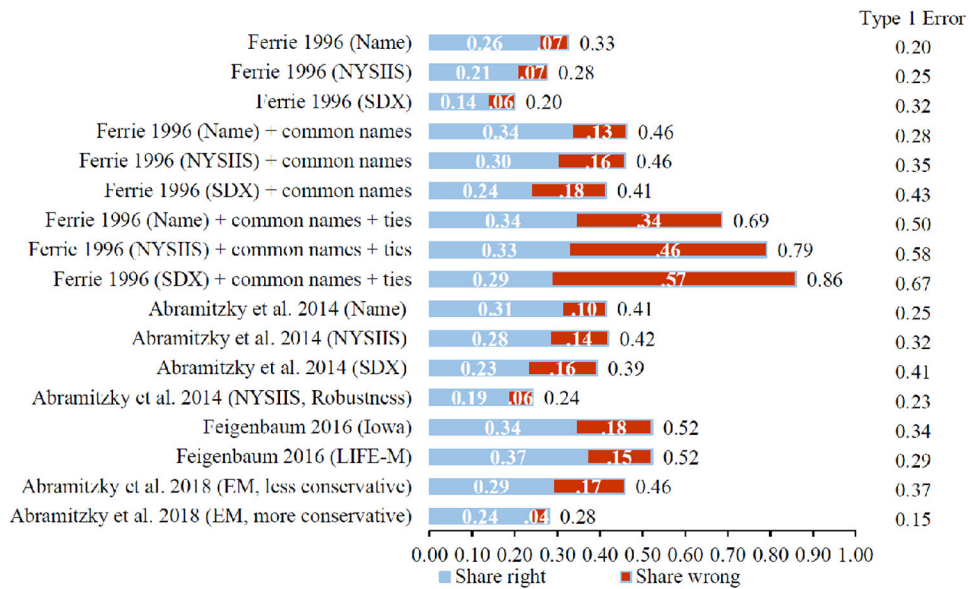 Type 1 Error
Ferrie 1996 (Name) 0.26 .07 0.33 0.20
Ferrie 1996 (NYSIIS) 0.21 .07 0.28 0.25
Ferrie 1996 (SDX) 0.14 .06 0.20 0.32
Ferrie 1996 (Name) + common names 0.34 .13 0.46 0.28
Ferrie 1996 (NYSIIS) + common names 0.30 .16 0.46 0.35
Ferrie 1996 (SDX) + common names 0.24 .18 0.41 0.43
Ferrie 1996 (Name) + common names + ties 0.34 .34 0.69 0.50
Ferrie 1996 (NYSIIS) + common names + ties 0.33 .46 0.79 0.58
Ferrie 1996 (SDX) + common names + ties 0.29 .57 0.86 0.67
Abramitzky et al. 2014 (Name) 0.31 .10 0.41 0.25
Abramitzky et al. 2014 (NYSIIS) 0.28 .14 0.42 0.32
Abramitzky et al. 2014 (SDX) 0.23 .16 0.39 0.41
Abramitzky et al. 2014 (NYSIIS, Robustness) 0.19 .06 0.24 0.23
Feigenbaum 2016 (Iowa) 0.34 .18 0.52 0.34
Feigenbaum 2016 (LIFE-M) 0.37 .15 0.52 0.29
Abramitzky et al. 2018 (EM, less conservative) 0.29 .17 0.46 0.37
Abramitzky et al. 2018 (EM, more conservative) 0.24 .04 0.28 0.15
0.00 0.10 0.20 0.30 0.40 0.50 0.60 0.70 0.80 0.90 1.00
Share right Share wrong